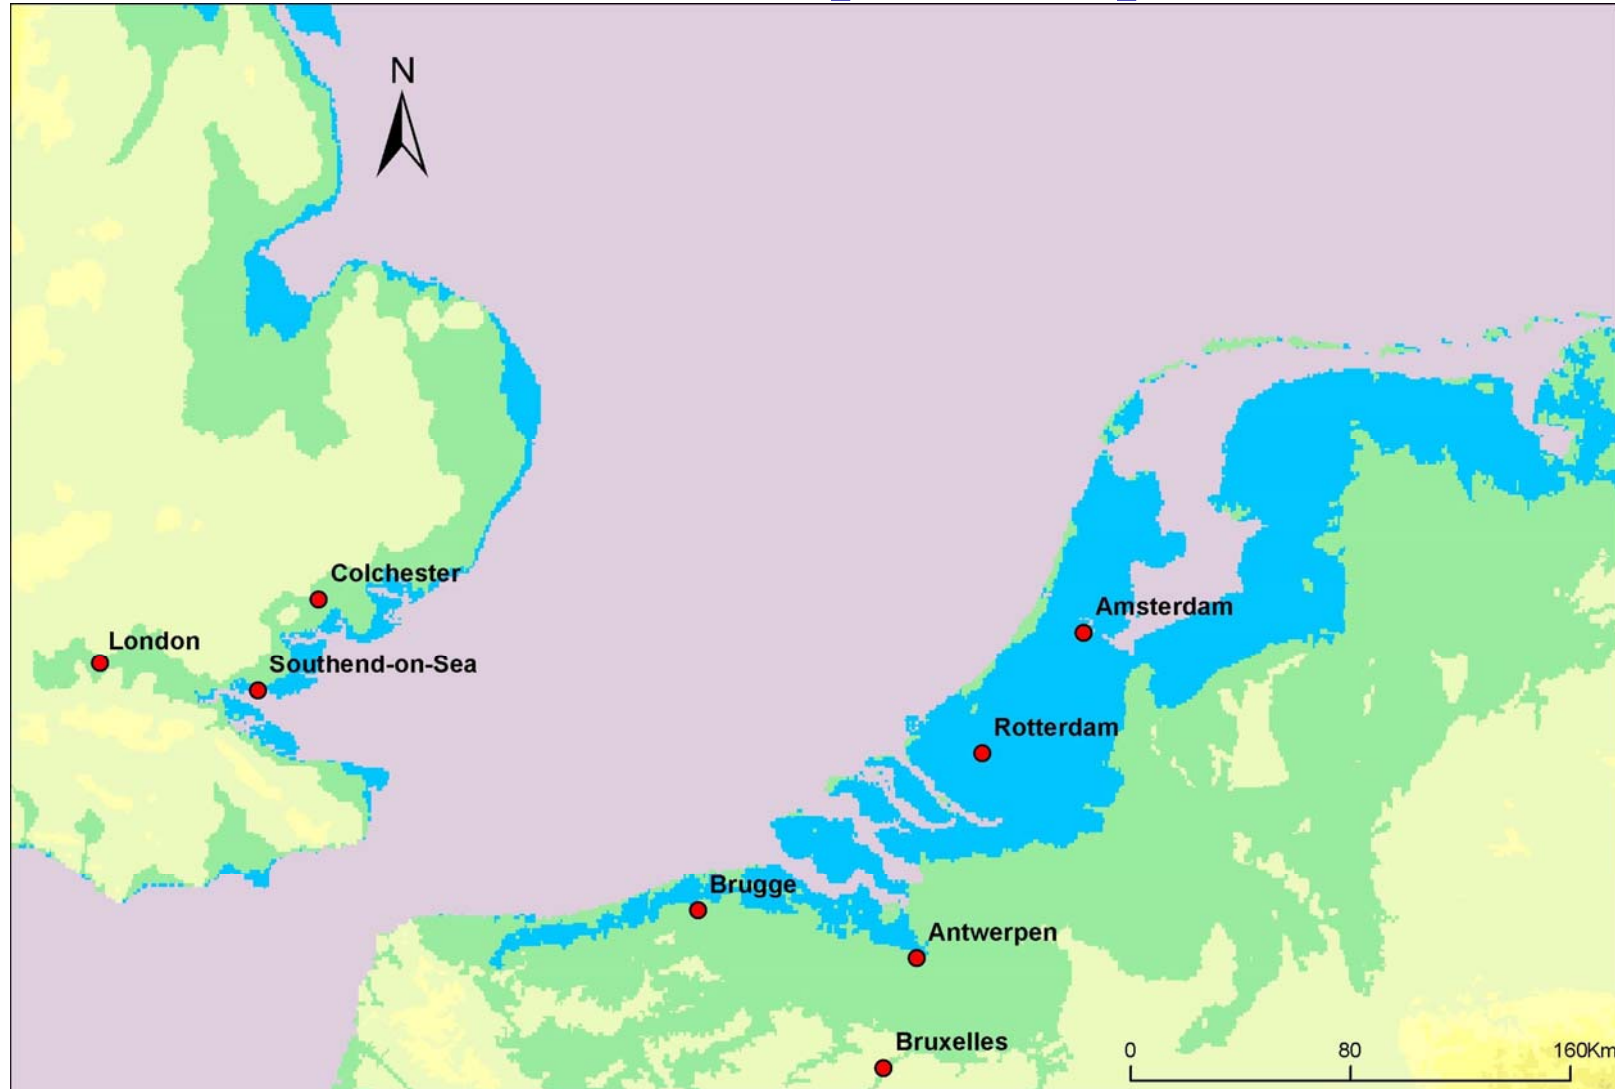 N
Colchester
London
Southend-on-Sea
Amsterdam
Rotterdam
Brugge
Antwerpen
Bruxelles
0 80 160Km